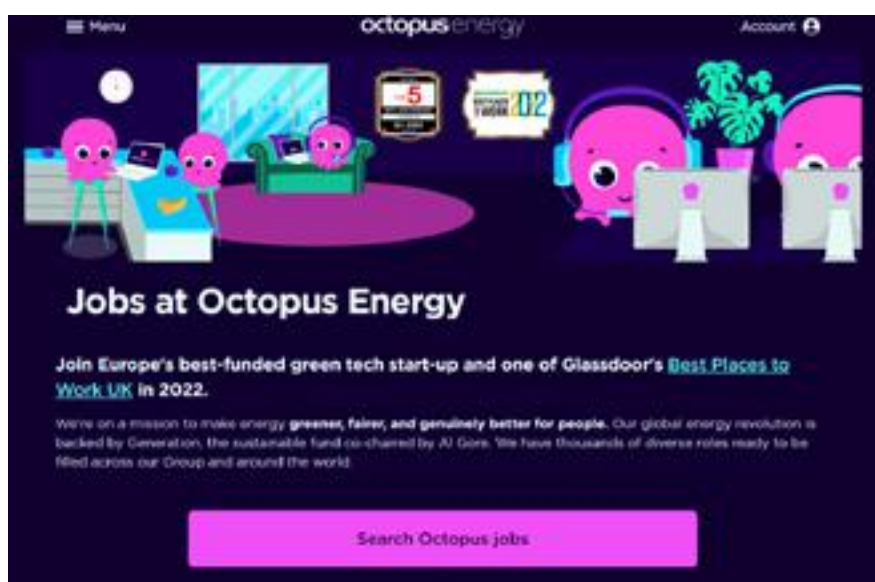 Menu
octopusenergy
Account
5
2022
Jobs at Octopus Energy
Join Europe's best-funded green tech start-up and one of Glassdoor's Best Places to
Work UK in 2022.
We're on a mission to make energy greener, fairer, and genuinely better for people. Our global energy revolution is
backed by Generation, the sustainable fund co-chaired by Al Gore. We have thousands of diverse roles ready to be
filled across our Group and around the world.
Search Octopus jobs